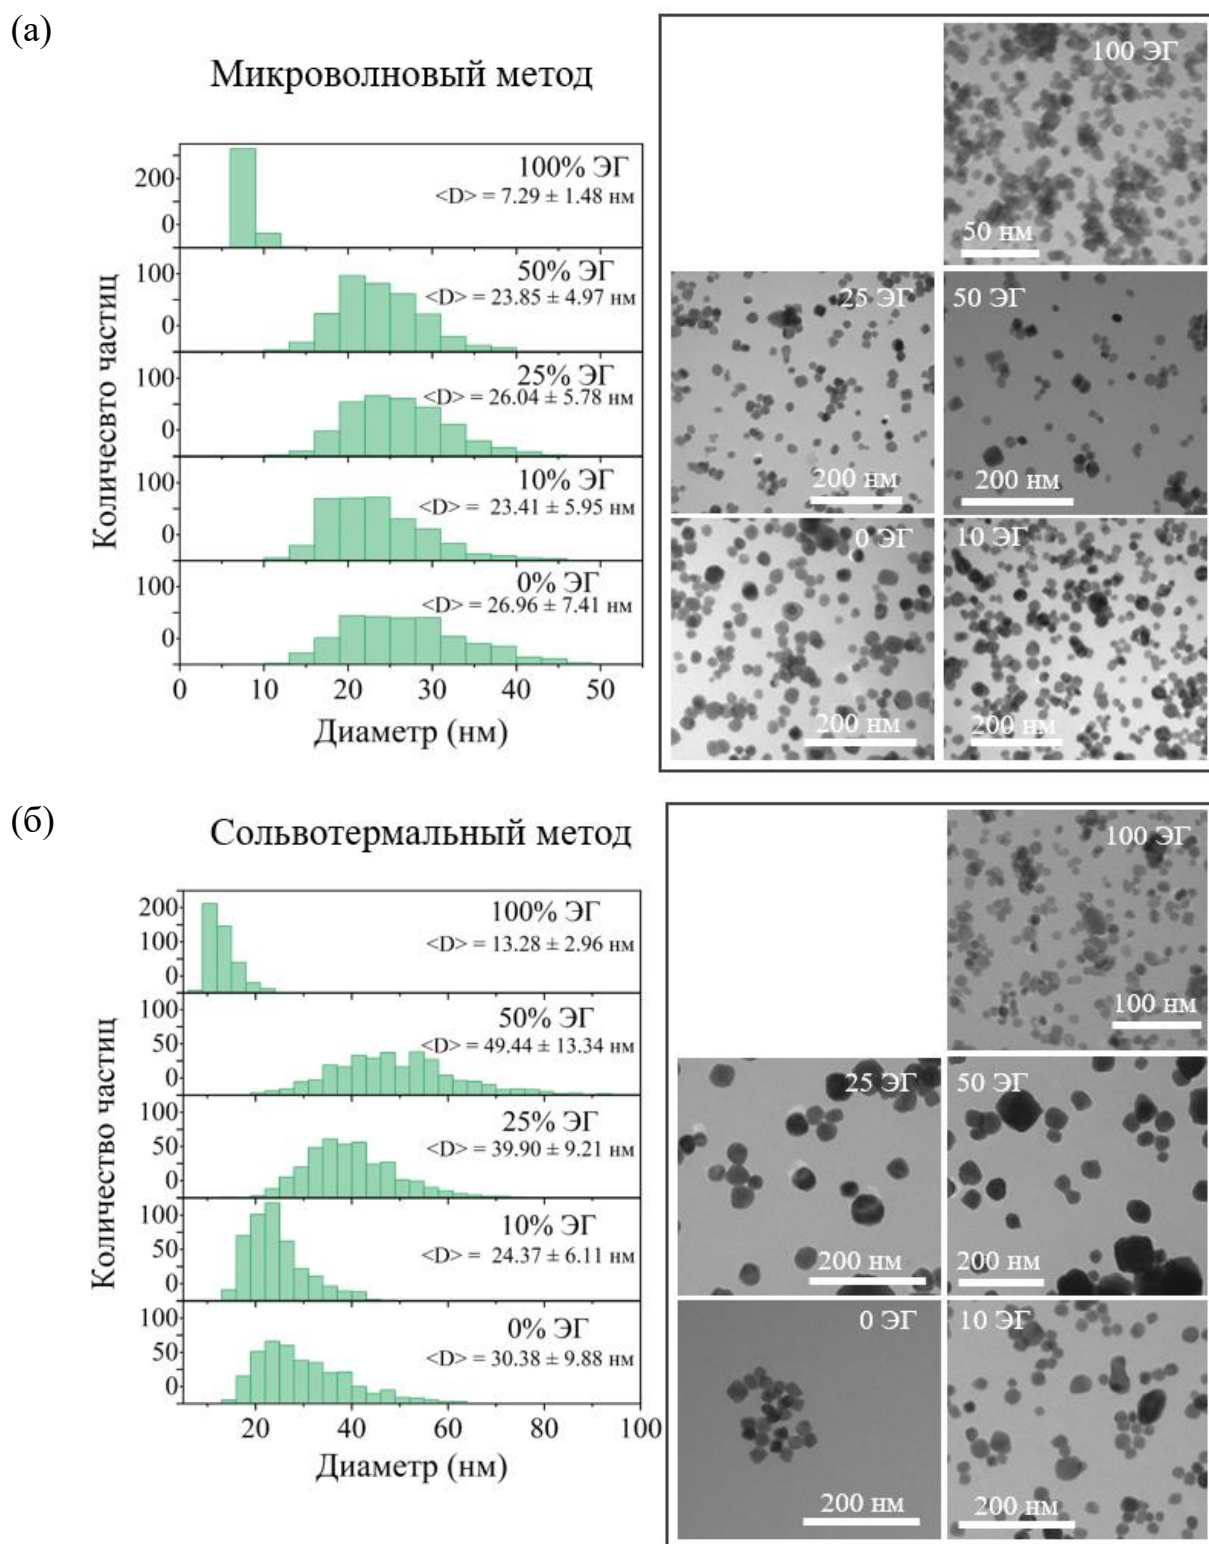 (а)
Микроволновый метод
Количесвто частиц
100% ЭГ
<D> = 7.29 ± 1.48 нм
200
0
50% ЭГ
<D> = 23.85 ± 4.97 нм
100
0
25% ЭГ
<D> = 26.04 ± 5.78 нм
100
0
10% ЭГ
<D> = 23.41 ± 5.95 нм
100
0
0% ЭГ
<D> = 26.96 ± 7.41 нм
100
0
0 10 20 30 40 50
Диаметр (нм)
100 ЭГ
50 нм
25 ЭГ
200 нм
50 ЭГ
200 нм
0 ЭГ
200 нм
10 ЭГ
200 нм
(б)
Сольвотермальный метод
Количество частиц
100% ЭГ
<D> = 13.28 ± 2.96 нм
200
100
0
50% ЭГ
<D> = 49.44 ± 13.34 нм
100
50
0
25% ЭГ
<D> = 39.90 ± 9.21 нм
100
50
0
10% ЭГ
<D> = 24.37 ± 6.11 нм
100
50
0
0% ЭГ
<D> = 30.38 ± 9.88 нм
100
50
0
20 40 60 80 100
Диаметр (нм)
100 ЭГ
100 нм
25 ЭГ
200 нм
50 ЭГ
200 нм
0 ЭГ
200 нм
10 ЭГ
200 нм